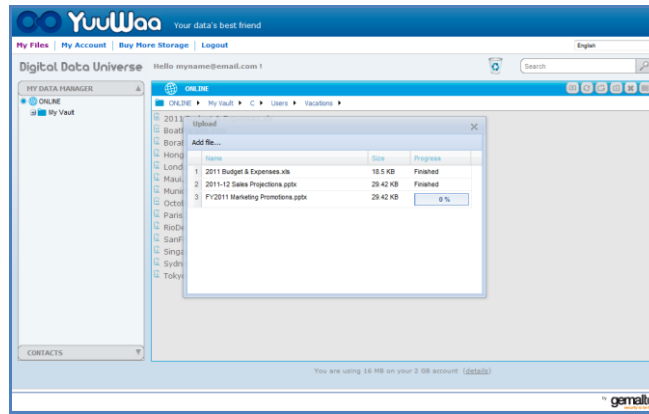 YuuWaa Your data's best friend
My Files | My Account | Buy More Storage | Logout English
Digital Data Universe Hello myname@email.com ! Search
MY DATA MANAGER
ONLINE
My Vault
CONTACTS
ONLINE
ONLINE My Vault C Users Vacations
2011
Upload
Add file...
Name Size Progress
1 2011 Budget & Expenses.xls 18.5 KB Finished
2 2011-12 Sales Projections.pptx 29.42 KB Finished
3 FY2011 Marketing Promotions.pptx 29.42 KB 0 %
Boat
Bora
Hong
Lond
Maui
Muni
Octo
Paris
RioDe
SanF
Singa
Sydn
Toky
You are using 16 MB on your 2 GB account (details)
by gemalto